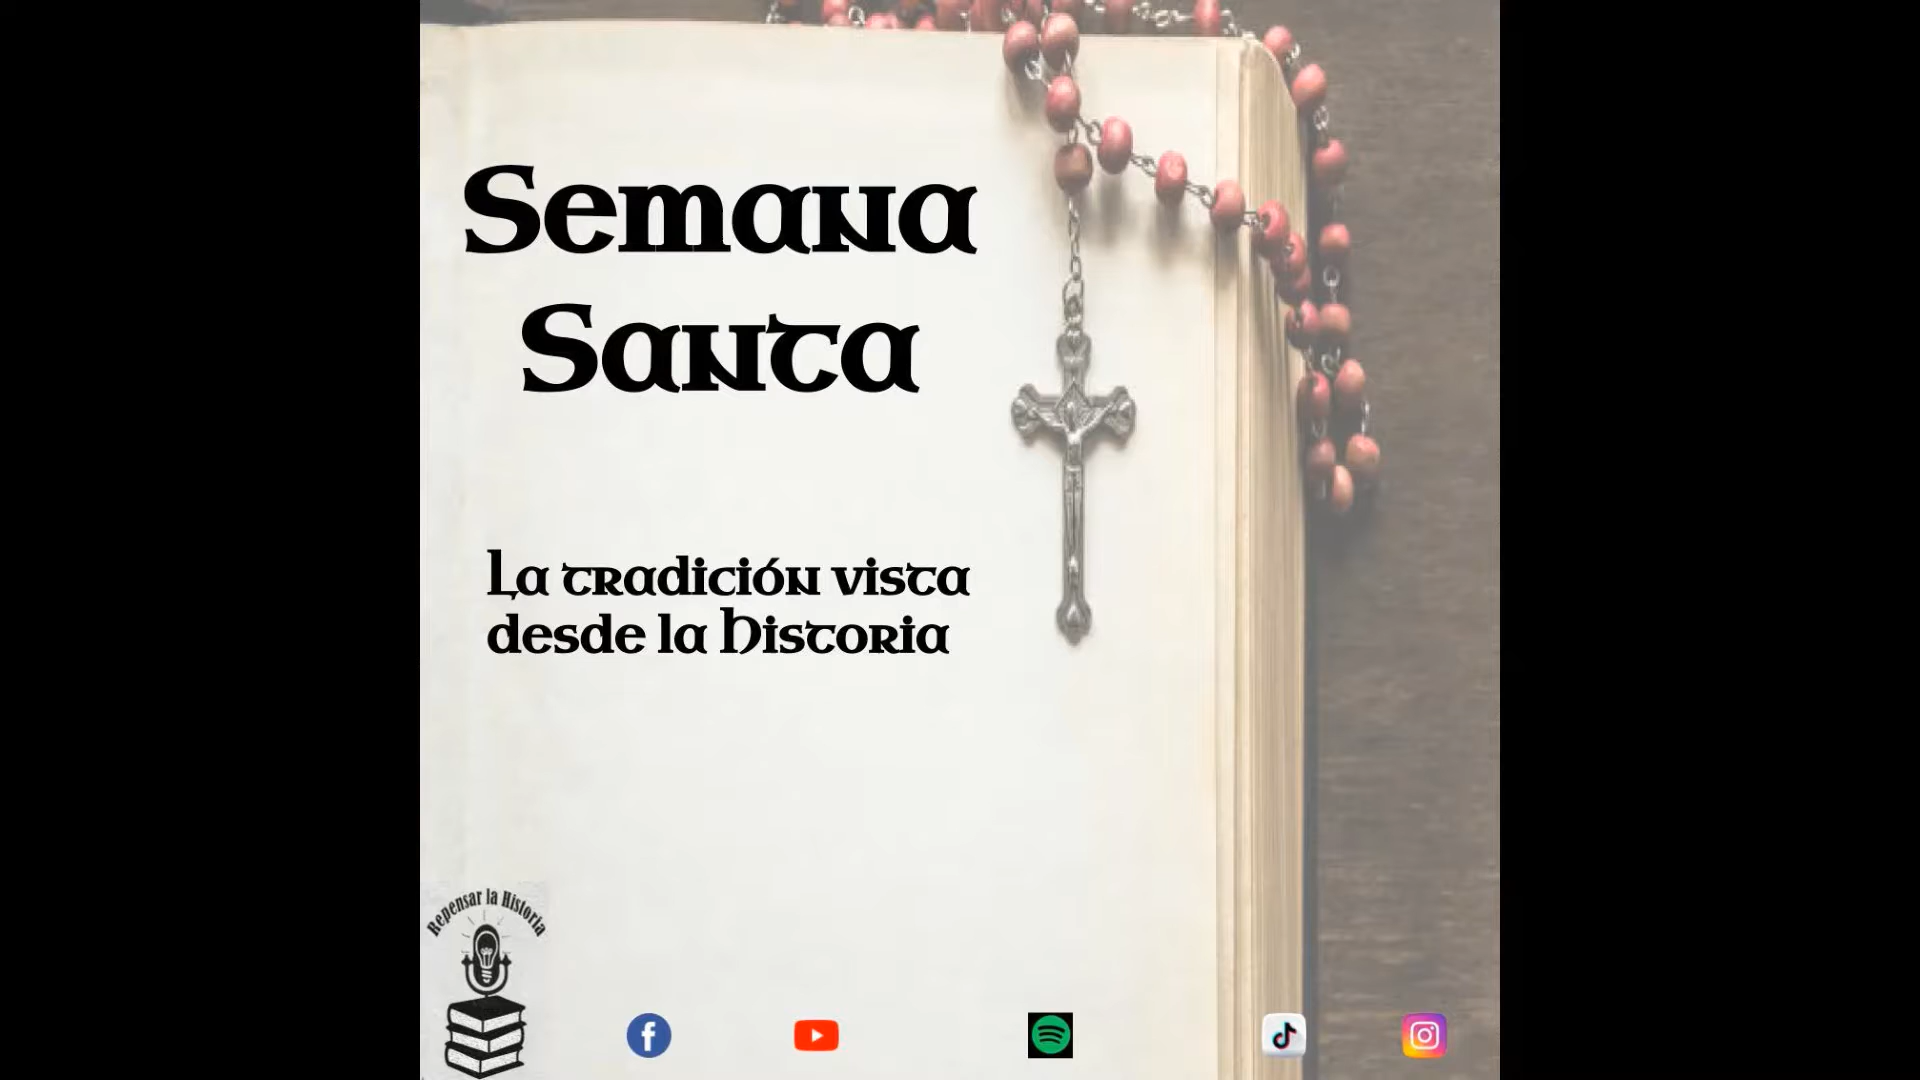 Semana
Santa
La tradición vista
desde la Historia
Repensar la Historia